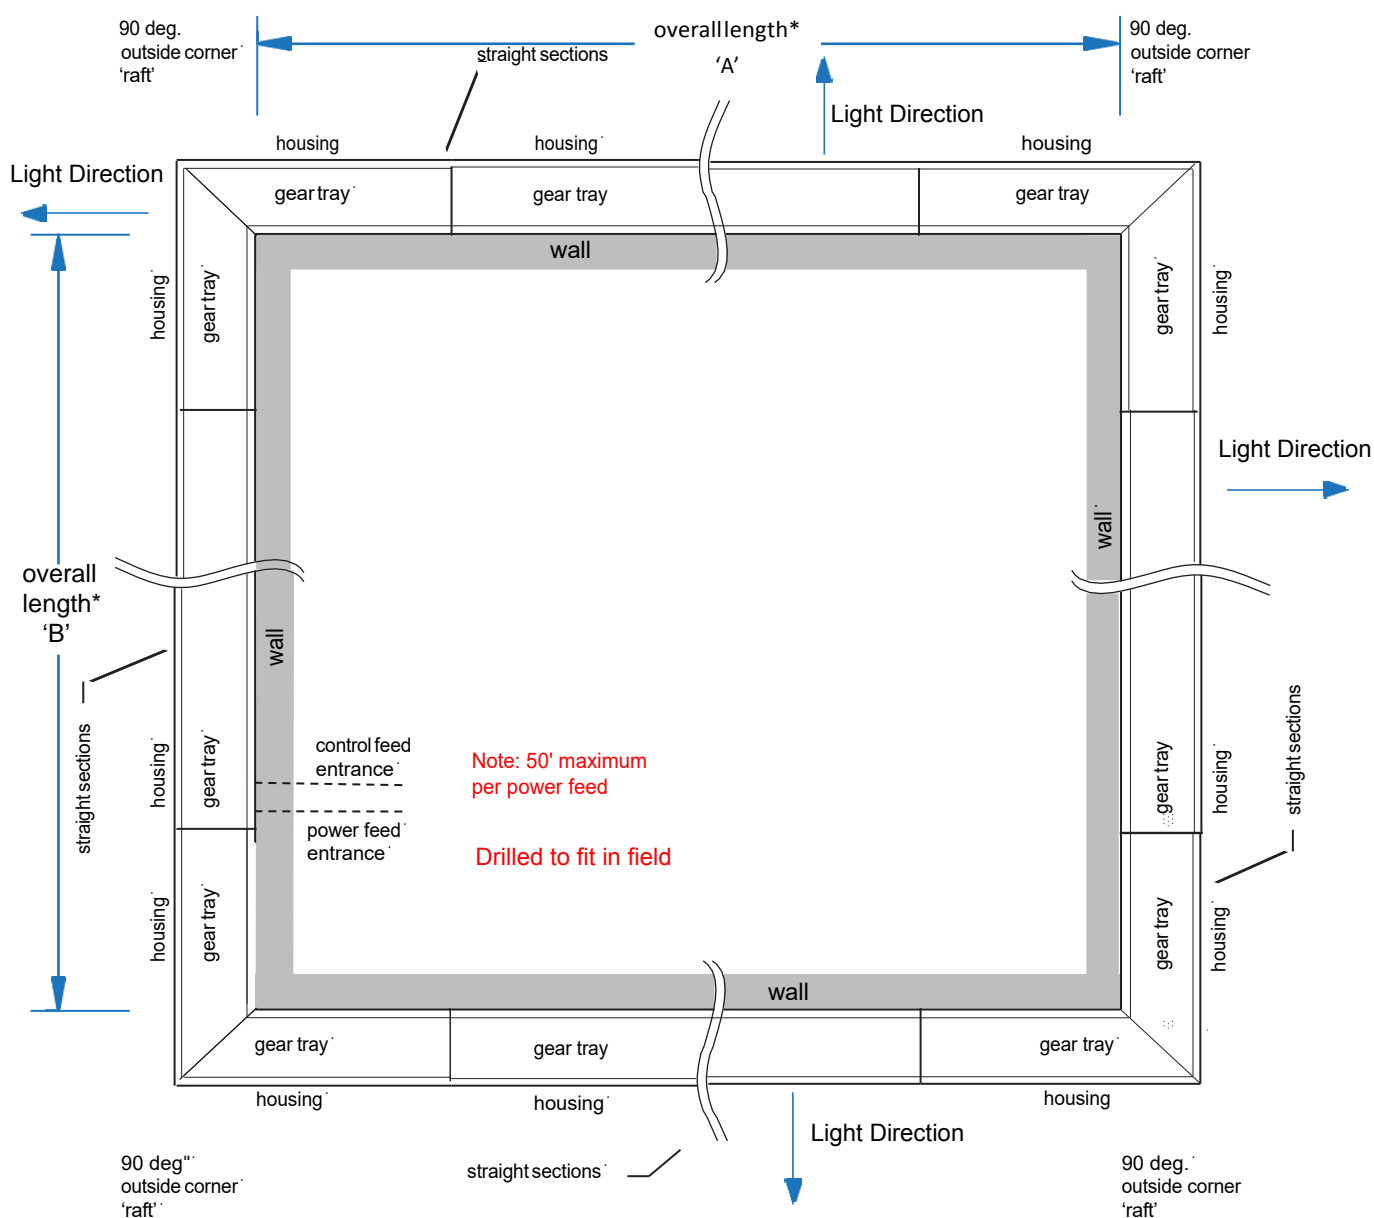 90 deg.
outside corner
'raft'
straight sections
overall length*
'A'
90 deg.
outside corner
'raft'
Light Direction
housing
housing
housing
Light Direction
gear tray
gear tray
gear tray
wall
housing
gear tray
gear tray
housing
Light Direction
wall
overall
length*
'B'
wall
straight sections
housing
gear tray
control feed
entrance
Note: 50' maximum
per power feed
power feed
entrance
Drilled to fit in field
gear tray
housing
straight sections
housing
gear tray
gear tray
housing
wall
gear tray
gear tray
gear tray
housing
housing
housing
Light Direction
90 deg"
outside corner
'raft'
straight sections
90 deg.
outside corner
'raft'